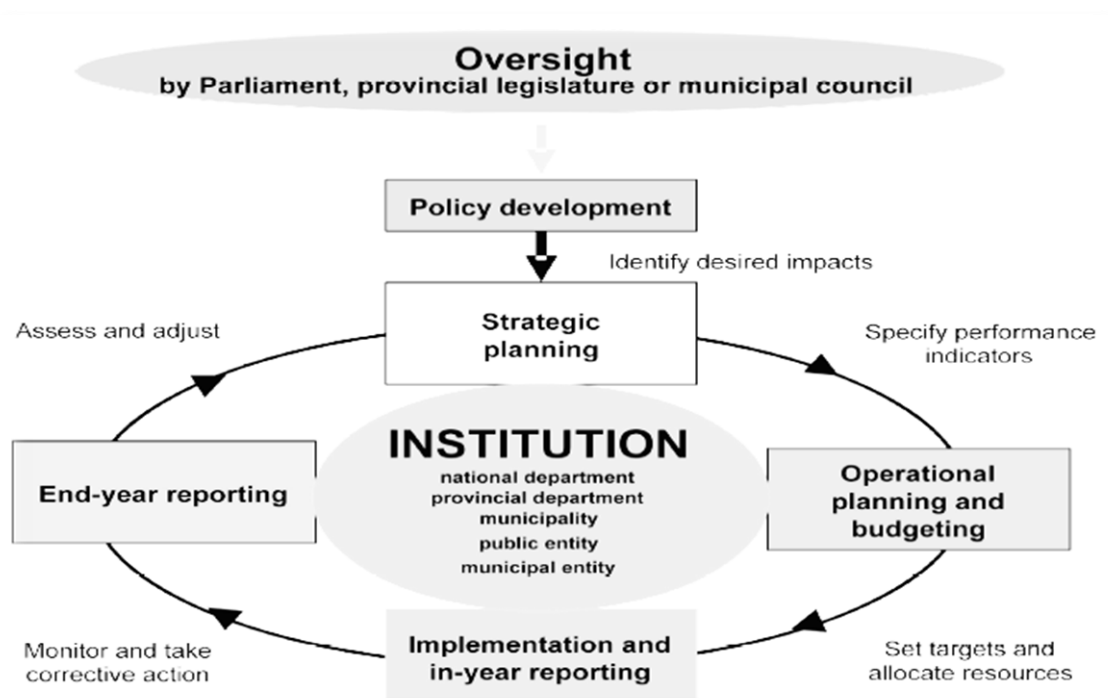 Oversight
by Parliament, provincial legislature or municipal council
Policy development
Identify desired impacts
Strategic
planning
Assess and adjust
Specify performance
indicators
INSTITUTION
national department
provincial department
municipality
public entity
municipal entity
End-year reporting
Operational
planning and
budgeting
Implementation and
in-year reporting
Monitor and take
corrective action
Set targets and
allocate resources